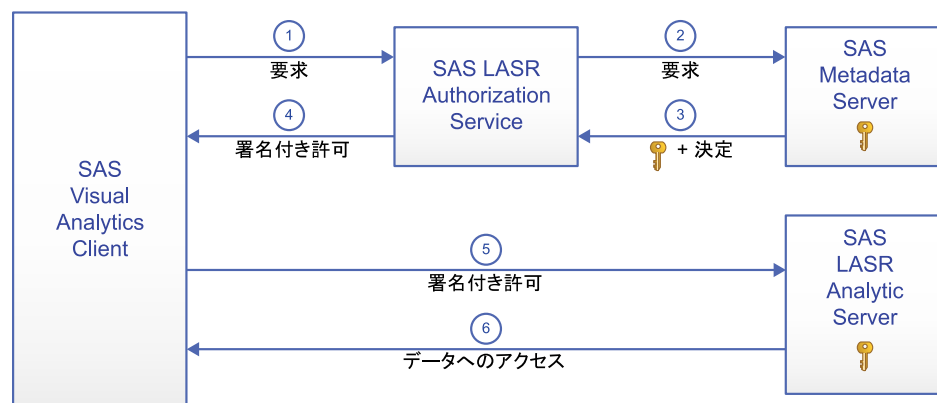 SAS
Visual
Analytics
Client
1
要求
SAS LASR
Authorization
Service
2
要求
SAS
Metadata
Server
3
+ 決定
4
署名付き許可
5
署名付き許可
SAS
LASR
Analytic
Server
6
データへのアクセス